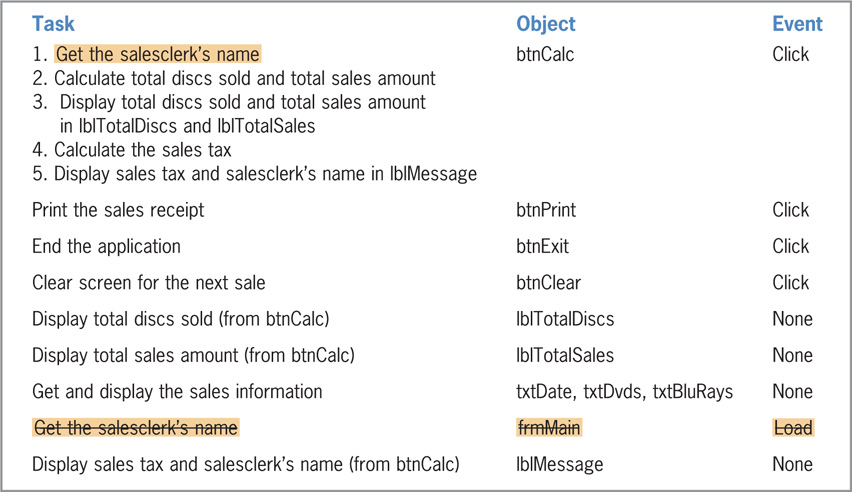 Task Object Event
1. Get the salesclerk's name btnCalc Click
2. Calculate total discs sold and total sales amount
3. Display total discs sold and total sales amount
in lblTotalDiscs and lblTotalSales
4. Calculate the sales tax
5. Display sales tax and salesclerk's name in lblMessage
Print the sales receipt btnPrint Click
End the application btnExit Click
Clear screen for the next sale btnClear Click
Display total discs sold (from btnCalc) lblTotalDiscs None
Display total sales amount (from btnCalc) lblTotalSales None
Get and display the sales information txtDate, txtDvds, txtBluRays None
Get the salesclerk's name frmMain Load
Display sales tax and salesclerk's name (from btnCalc) lblMessage None